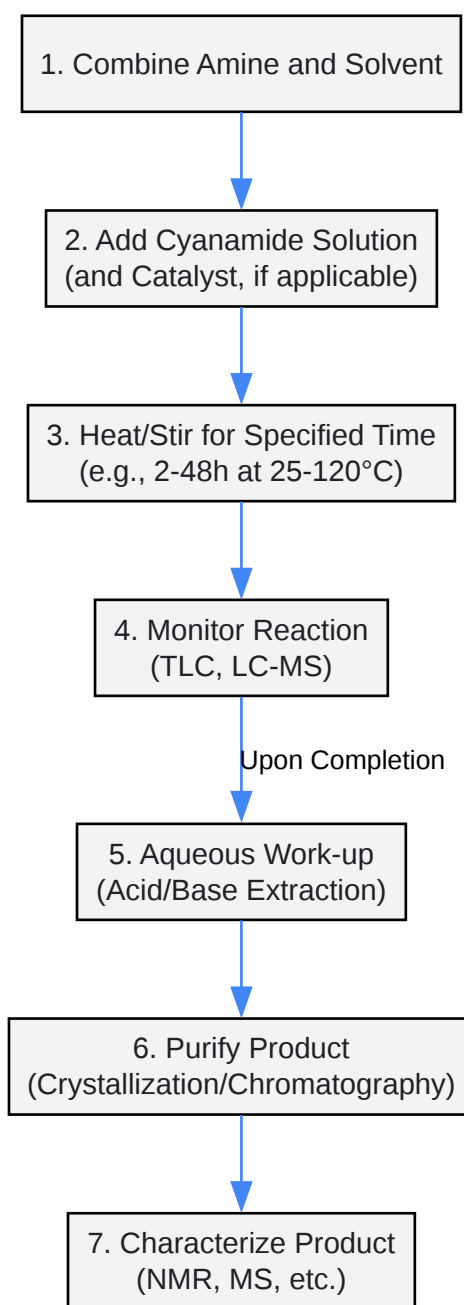 1. Combine Amine and Solvent
2. Add Cyanamide Solution
(and Catalyst, if applicable)
3. Heat/Stir for Specified Time
(e.g., 2-48h at 25-120°C)
4. Monitor Reaction
(TLC, LC-MS)
Upon Completion
5. Aqueous Work-up
(Acid/Base Extraction)
6. Purify Product
(Crystallization/Chromatography)
7. Characterize Product
(NMR, MS, etc.)